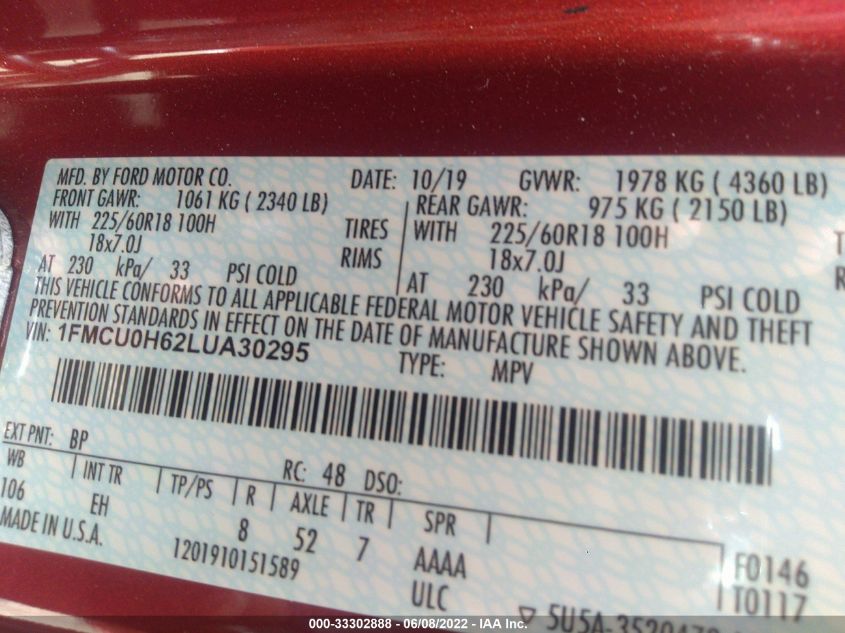 MFD. BY FORD MOTOR CO. DATE: 10/19 GVWR: 1978 KG ( 4360 LB)
FRONT GAWR: 1061 KG ( 2340 LB) REAR GAWR: 975 KG ( 2150 LB)
WITH 225/60R18 100H TIRES WITH 225/60R18 100H
18x7.0J RIMS 18x7.0J
AT 230 kPa/ 33 PSI COLD AT 230 kPa/ 33 PSI COLD
THIS VEHICLE CONFORMS TO ALL APPLICABLE FEDERAL MOTOR VEHICLE SAFETY AND THEFT
PREVENTION STANDARDS IN EFFECT ON THE DATE OF MANUFACTURE SHOWN ABOVE.
VIN: 1FMCU0H62LUA30295 TYPE: MPV
EXT PNT: BP RC: 48 DSO:
WB INT TR TP/PS R AXLE TR SPR
106 EH 8 52 7 AAAA F0146
MADE IN U.S.A. 1201910151589 ULC T0117
▽ 5U5A-3520472
000-33302888 - 06/08/2022 - IAA Inc.